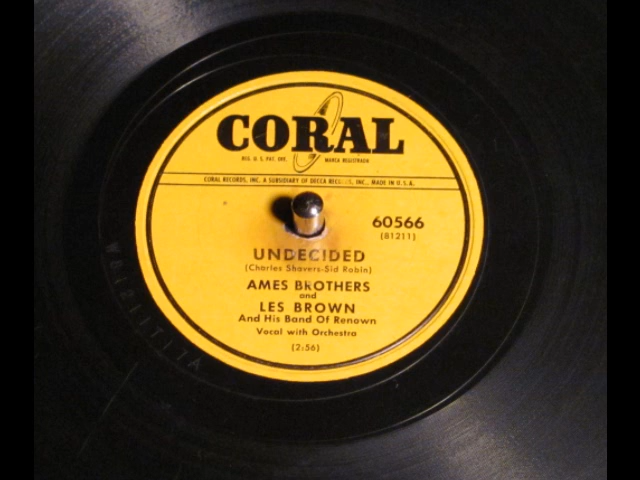 CORAL
REG. U. S. PAT. OFF. MARCA REGISTRADA
CORAL RECORDS, INC. A SUBSIDIARY OF DECCA RECORDS, INC., MADE IN U.S.A.
60566
(81211)
UNDECIDED
(Charles Shavers-Sid Robin)
AMES BROTHERS
and
LES BROWN
And His Band Of Renown
Vocal with Orchestra
(2:56)